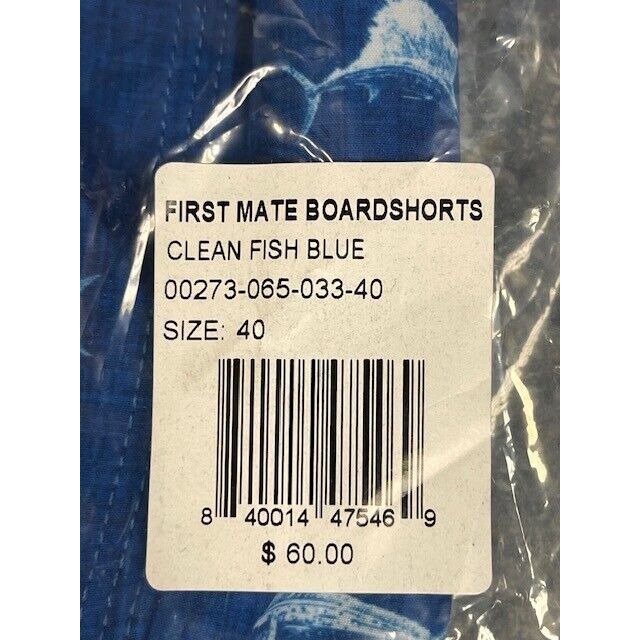 FIRST MATE BOARDSHORTS
CLEAN FISH BLUE
00273-065-033-40
SIZE: 40
8 40014 47546 9
$ 60.00